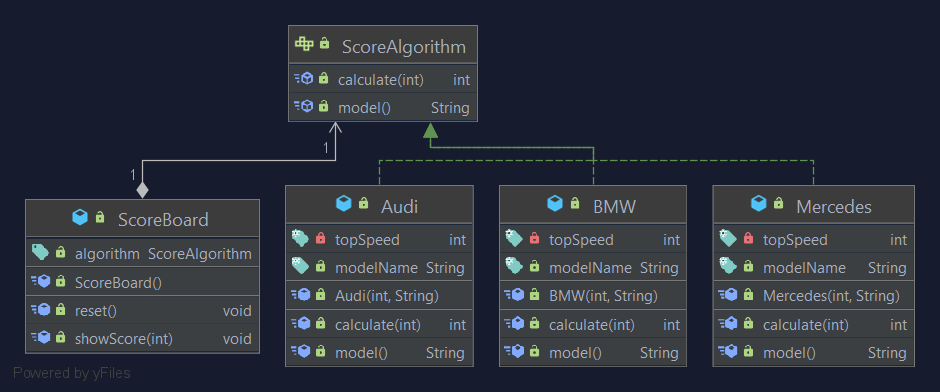 ScoreAlgorithm
calculate(int) int
model() String
1
1
ScoreBoard
algorithm ScoreAlgorithm
ScoreBoard()
reset() void
showScore(int) void
Audi
topSpeed int
modelName String
Audi(int, String)
calculate(int) int
model() String
BMW
topSpeed int
modelName String
BMW(int, String)
calculate(int) int
model() String
Mercedes
topSpeed int
modelName String
Mercedes(int, String)
calculate(int) int
model() String
Powered by yFiles